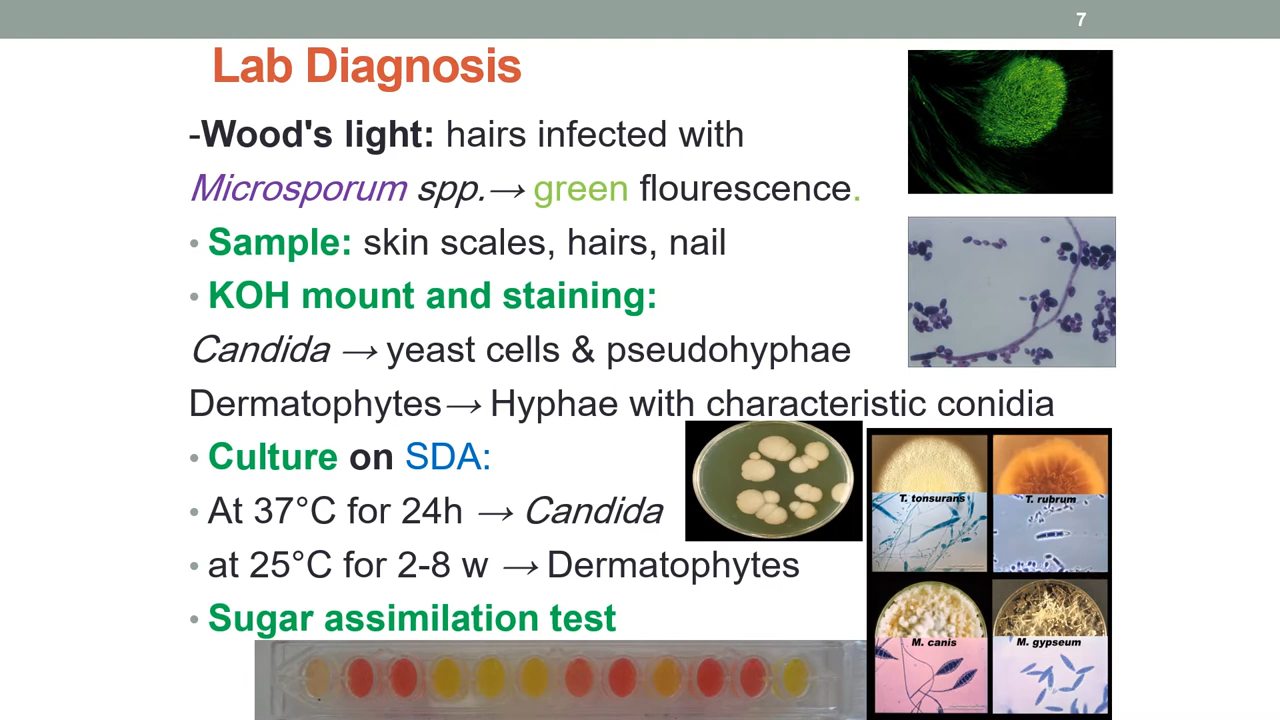 7
Lab Diagnosis
-Wood's light: hairs infected with
Microsporum spp.→ green flourescence.
• Sample: skin scales, hairs, nail
• KOH mount and staining:
Candida → yeast cells & pseudohyphae
Dermatophytes→ Hyphae with characteristic conidia
• Culture on SDA:
• At 37°C for 24h → Candida
• at 25°C for 2-8 w → Dermatophytes
• Sugar assimilation test
T. tonsurans
T. rubrum
M. canis
M. gypseum